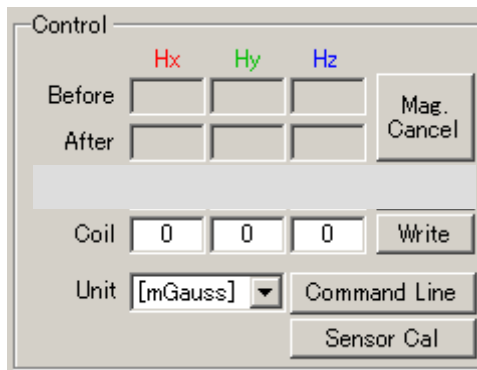 Control
Hx Hy Hz
Before
Mag. Cancel
After
Coil 0 0 0 Write
Unit [mGauss] Command Line
Sensor Cal